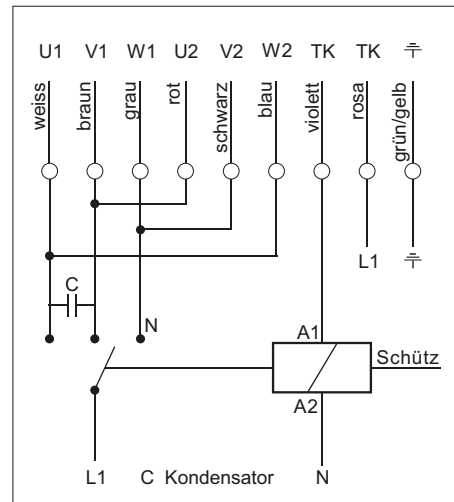 U1 V1 W1 U2 V2 W2 TK TK
weiss braun grau rot schwarz blau violett rosa grün/gelb
L1
C
N
A1
Schütz
A2
L1 C Kondensator N